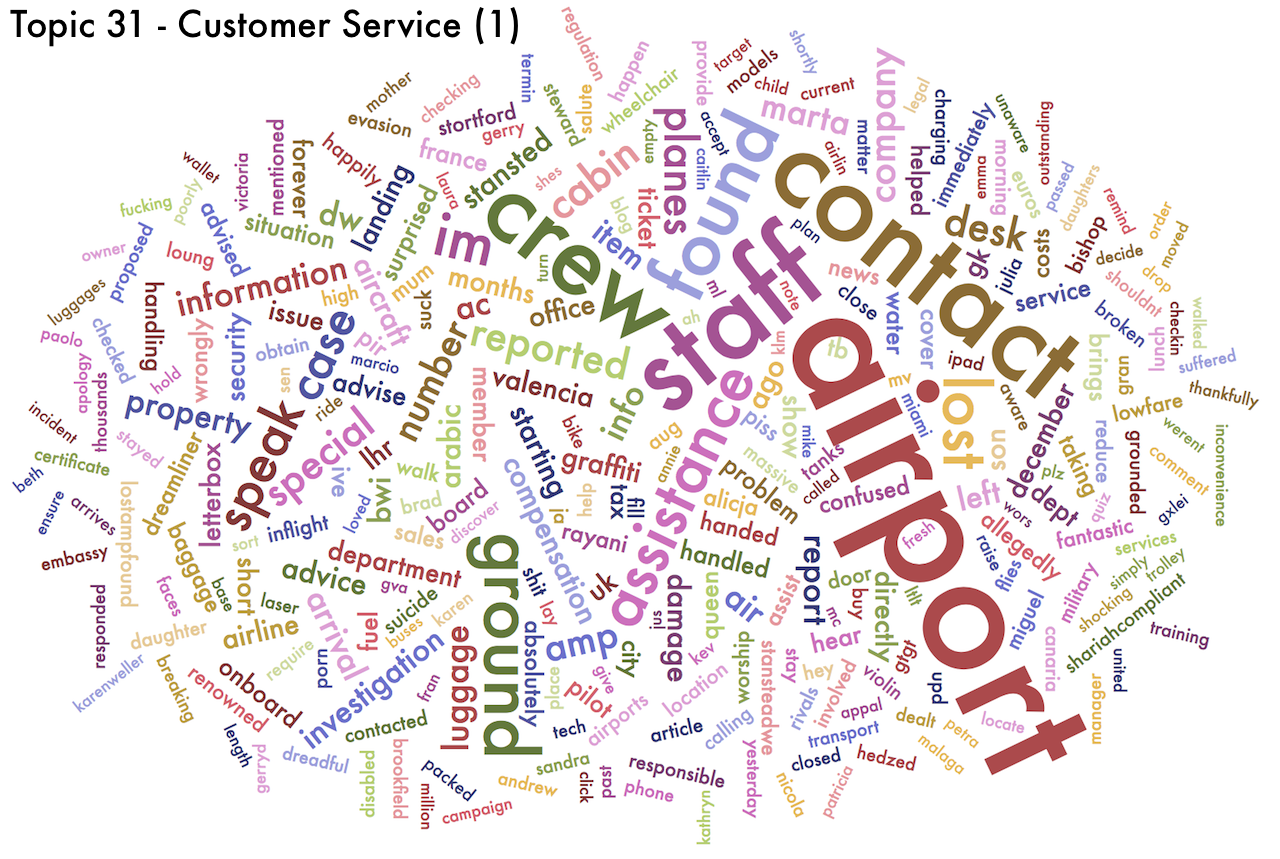 Topic 31 - Customer Service (1)
regulation
target
shortly
models
child
current
provide
happen
wheelchair
salute
steward
termin
checking
mother
evasion
stortford
gerry
france
happily
forever
mentioned
victoria
wallet
poorly
fucking
advised
situation
dw
landing
surprised
laura
stansted
shes
cabin
empty
planes
accept
caitlin
found
marta
matter
airlin
company
legal
charging
helped
immediately
unaware
outstanding
emma
morning
euros
passed
daughters
remind
order
moved
drop
decide
bishop
costs
shouldnt
desk
gk
julia
service
contact
plan
staff
crew
im
item
blog
ticket
turn
months
office
mum
aircraft
high
information
loung
proposed
owner
luggages
paolo
checked
handling
wrongly
security
issue
case
pir
suck
ac
number
reported
ah
ml
note
news
close
water
cover
tb
km
ipad
mv
miami
lost
aware
son
broken
checkin
walked
lunch
suffered
brings
grau
thankfully
lowfare
werent
comment
inconvenience
grounded
reduce
taking
december
plz
quiz
dept
wors
left
allegedly
fantastic
services
gxlei
raise
flies
simply
trolley
shocking
military
shariahcompliant
training
miguel
canaria
united
manager
airport
fresh
confused
called
tanks
mike
show
piss
ago
massive
problem
alicja
handed
handled
assistance
annie
aug
info
valencia
member
bike
graffiti
starting
tax
fill
help
la
rayani
compensation
arabic
walk
brad
sales
board
discover
bwi
loved
ive
lhr
special
advise
marcio
ride
sen
obtain
hold
apology
thousands
property
speak
incident
stayed
certificate
beth
ensure
arrives
embassy
dreamliner
letterbox
lostampfound
baggage
sort
inflight
department
advice
gva
suicide
karen
buses
short
base
laser
faces
responded
daughter
airline
require
arrival
fuel
porn
karenweller
breaking
renowned
onboard
investigation
fran
luggage
ground
shit
lay
absolutely
uk
amp
city
place
give
pilot
damage
sjc
queen
air
assist
report
door
buy
directly
mc
hear
gtgt
worship
stansteadwe
stay
hey
rivals
involved
violin
appal
upd
kev
location
airports
article
calling
transport
dealt
petra
locate
malaga
closed
hedzed
patricia
nicola
yesterday
kathryn
responsible
phone
past
click
sandra
tech
andrew
campaign
million
packed
brookfield
disabled
contacted
dreadful
gerryd
length